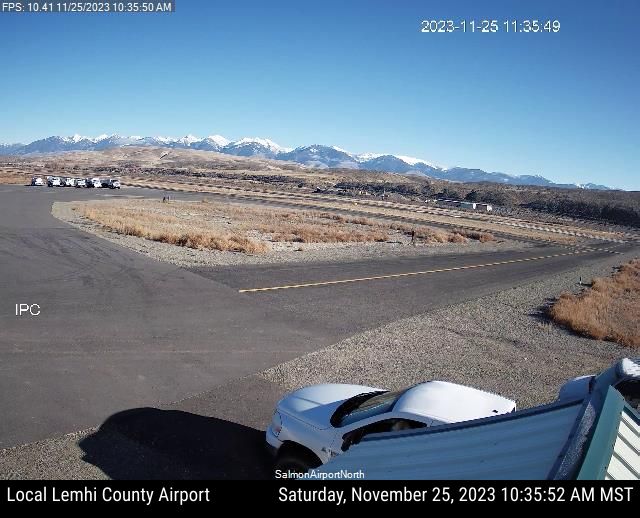 FPS: 10.41 11/25/2023 10:35:50 AM
2023-11-25 11:35:49
IPC
SalmonAirportNorth
Local Lemhi County Airport Saturday, November 25, 2023 10:35:52 AM MST